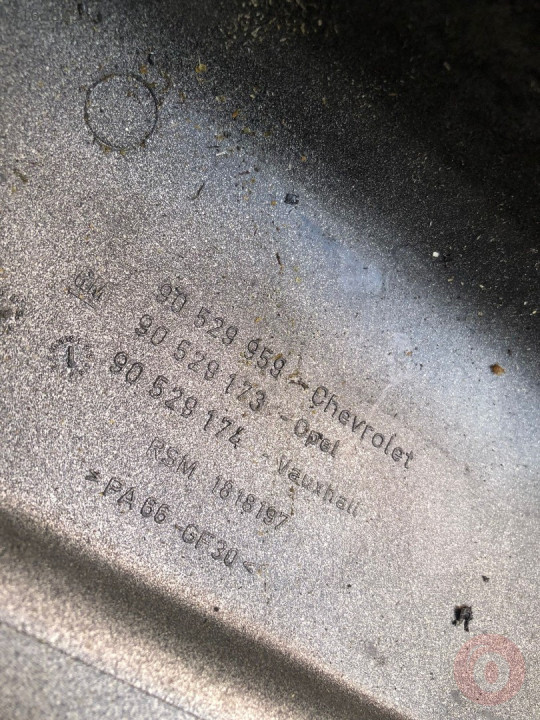 GM
90 529 959 - Chevrolet
90 529 173 - Opel
90 529 174 - Vauxhall
RSM 1818197
>PA 66-GF30<